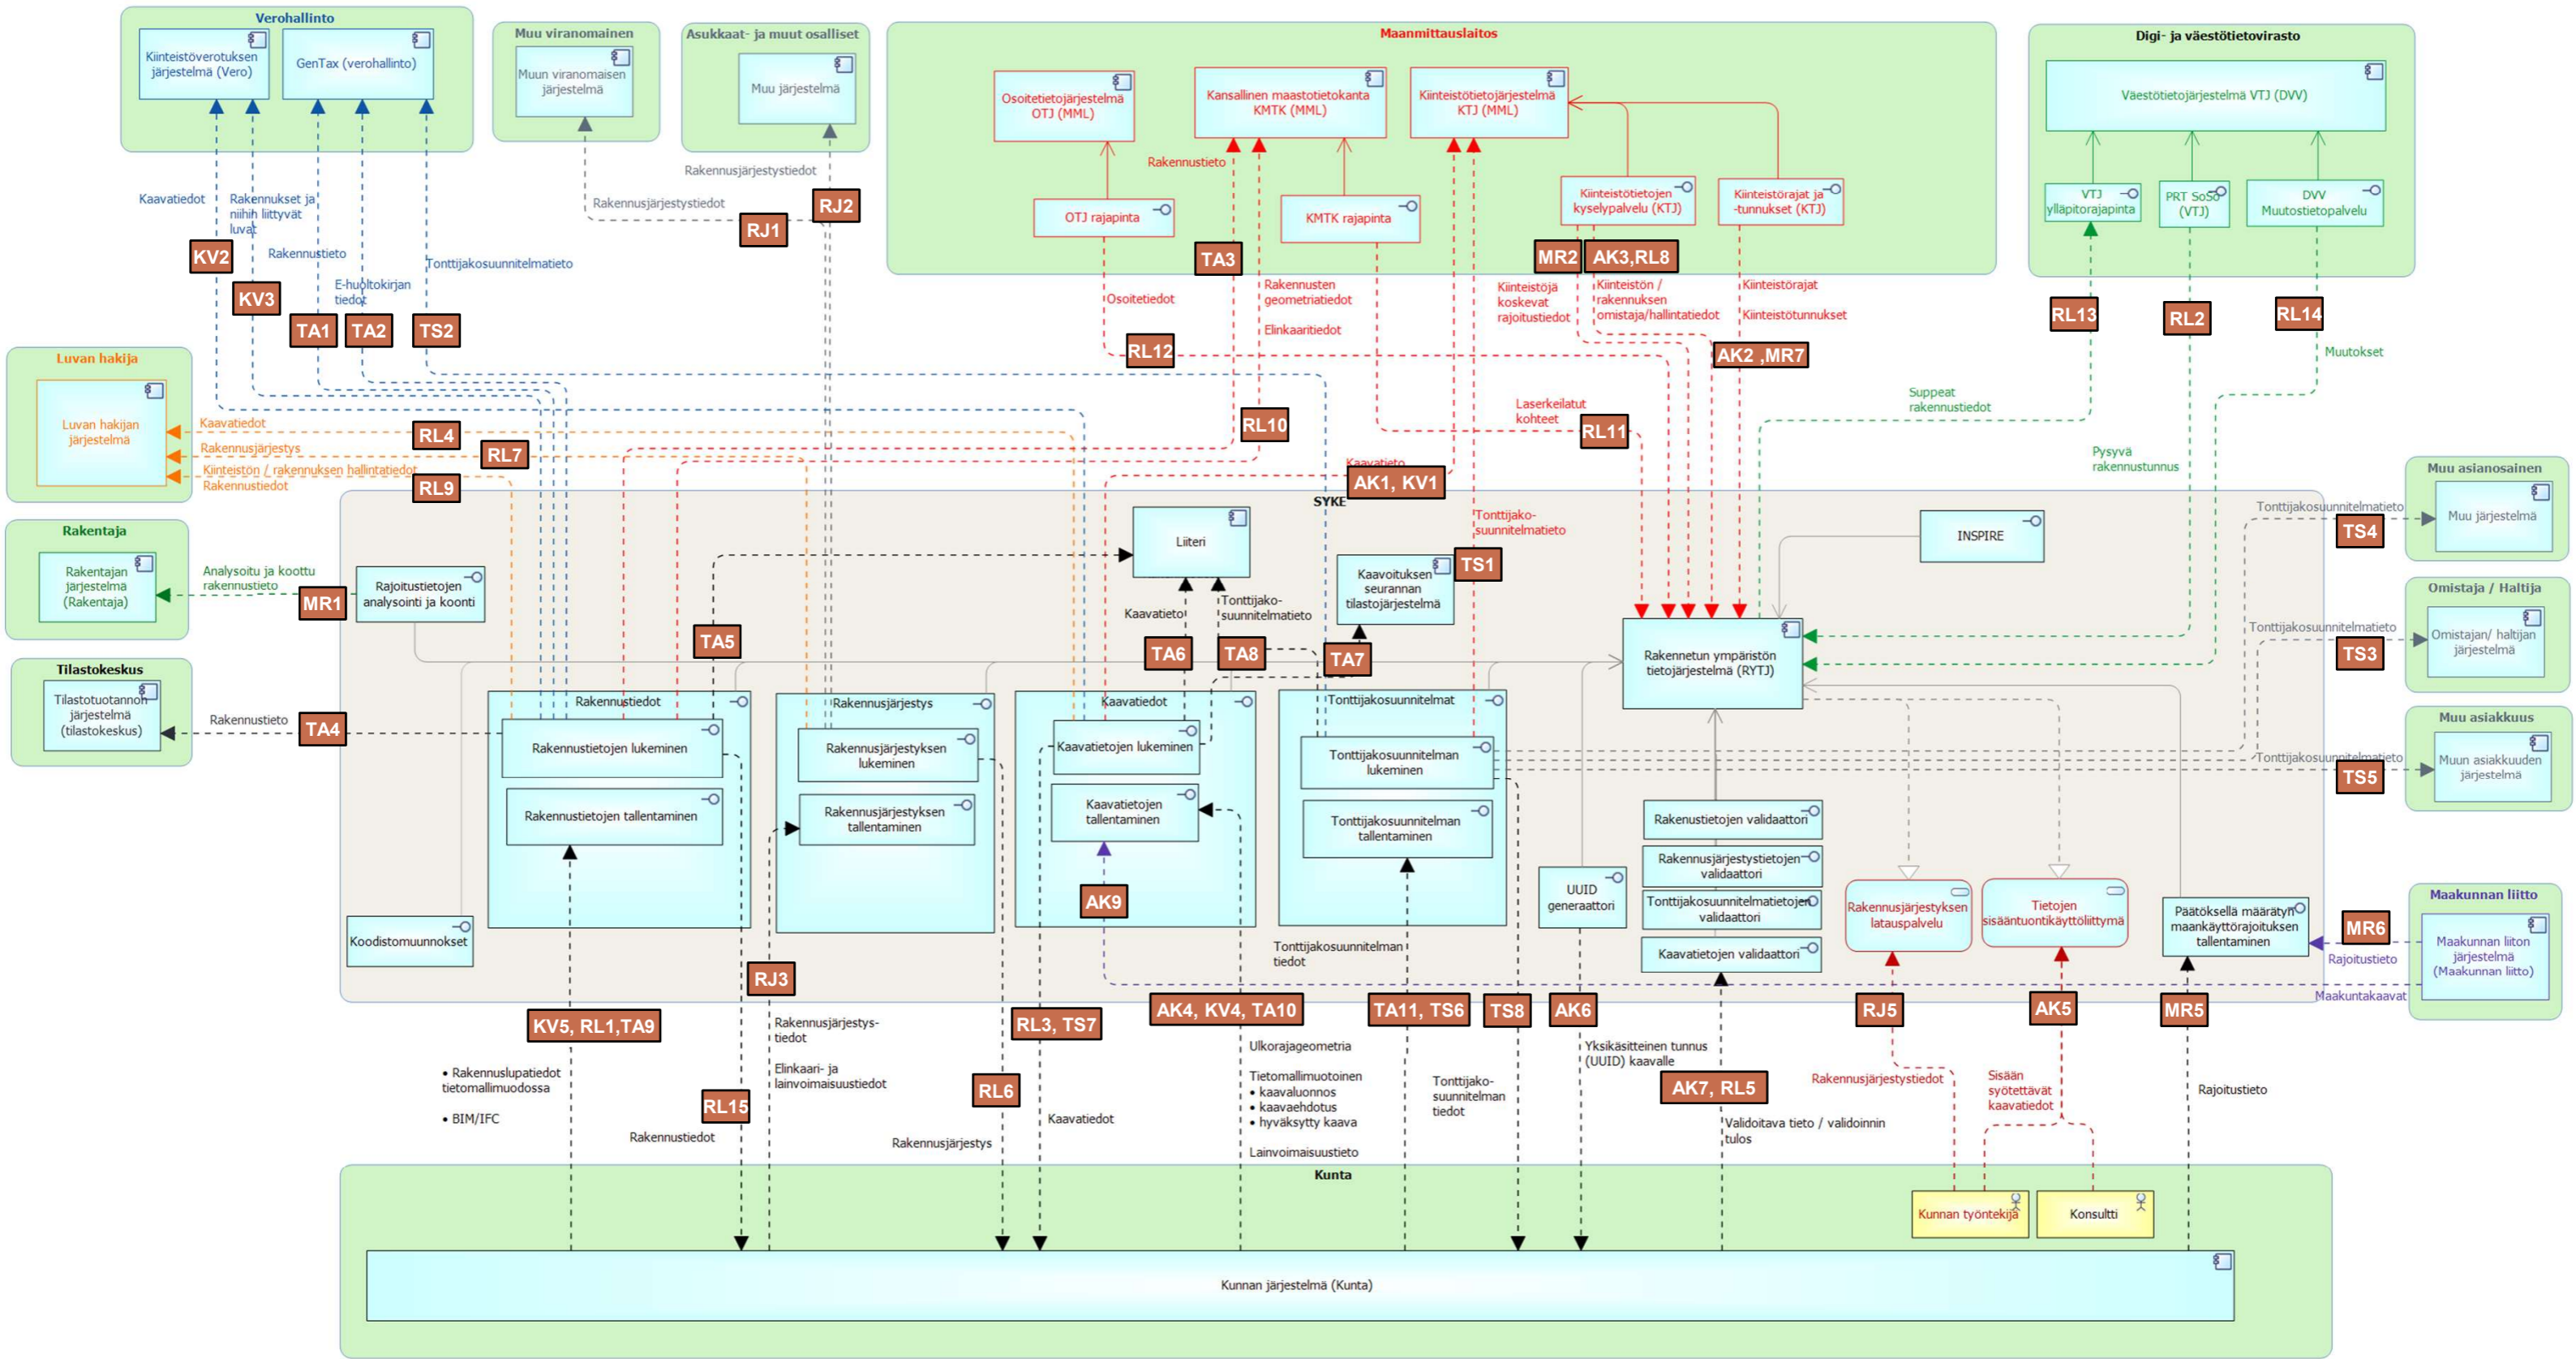 Verohallinto
Kiinteistöverotuksen
järjestelmä (Vero)
GenTax (verohallinto)
Muu viranomainen
Muun viranomaisen
järjestelmä
Asukkaat- ja muut osalliset
Muu järjestelmä
Maanmittauslaitos
Osoitetietojärjestelmä
OTJ (MML)
Kansallinen maastotietokanta
KMTK (MML)
Kiinteistötietojärjestelmä
KTJ (MML)
OTJ rajapinta
KMTK rajapinta
Kiinteistötietojen
kyselypalvelu (KTJ)
Kiinteistörajat ja
-tunnukset (KTJ)
Digi- ja väestötietovirasto
Väestötietojärjestelmä VTJ (DVV)
VTJ
ylläpitorajapinta
PRT SoSo
(VTJ)
DVV
Muutostietopalvelu
Kaavatiedot
Rakennukset ja
niihin liittyvät
luvat
Rakennustieto
E-huoltokirjan
tiedot
Tonttijakosuunnitelmatieto
KV2
KV3
TA1
TA2
TS2
Rakennusjärjestystiedot
RJ1
Rakennusjärjestystiedot
RJ2
Rakennustieto
TA3
Osoitetiedot
RL12
Rakennusten
geometriatiedot
Elinkaaritiedot
RL10
MR2
AK3,RL8
Kiinteistöjä
koskevat
rajoitustiedot
Kiinteistön /
rakennuksen
omistaja/hallintatiedot
Kiinteistörajat
Kiinteistötunnukset
AK2 ,MR7
Laserkeilatut
kohteet
RL11
RL13
RL2
RL14
Muutokset
Suppeat
rakennustiedot
Pysyvä
rakennustunnus
Luvan hakija
Luvan hakijan
järjestelmä
Kaavatiedot
RL4
Rakennusjärjestys
RL7
Kiinteistön / rakennuksen hallintatiedot
Rakennustiedot
RL9
Kaavatieto
AK1, KV1
Tonttijako-
suunnitelmatieto
TS1
SYKE
Rakentaja
Rakentajan
järjestelmä
(Rakentaja)
Analysoitu ja koottu
rakennustieto
MR1
Rajoitustietojen
analysointi ja koonti
Tilastokeskus
Tilastotuotannon
järjestelmä
(tilastokeskus)
Rakennustieto
TA4
Liiteri
Kaavoituksen
seurannan
tilastojärjestelmä
INSPIRE
TA5
Kaavatieto
TA6
Tonttijako-
suunnitelmatieto
TA8
TA7
Rakennetun ympäristön
tietojärjestelmä (RYTJ)
Muu asianosainen
Muu järjestelmä
Tonttijakosuunnitelmatieto
TS4
Omistaja / Haltija
Omistajan/ haltijan
järjestelmä
Tonttijakosuunnitelmatieto
TS3
Muu asiakkuus
Muun asiakkuuden
järjestelmä
Tonttijakosuunnitelmatieto
TS5
Rakennustiedot
Rakennustietojen lukeminen
Rakennustietojen tallentaminen
Rakennusjärjestys
Rakennusjärjestyksen
lukeminen
Rakennusjärjestyksen
tallentaminen
Kaavatiedot
Kaavatietojen lukeminen
Kaavatietojen
tallentaminen
AK9
Tonttijakosuunnitelmat
Tonttijakosuunnitelman
lukeminen
Tonttijakosuunnitelman
tallentaminen
Koodistomuunnokset
UUID
generaattori
Rakenustietojen validaattori
Rakennusjärjestystietojen
validaattori
Tonttijakosuunnitelmatietojen
validaattori
Kaavatietojen validaattori
Rakennusjärjestyksen
latauspalvelu
Tietojen
sisääntuontikäyttöliittymä
Päätöksellä määrätyn
maankäyttörajoituksen
tallentaminen
Maakunnan liitto
Maakunnan liiton
järjestelmä
(Maakunnan liitto)
MR6
Rajoitustieto
Maakuntakaavat
KV5, RL1,TA9
• Rakennuslupatiedot
tietomallimuodossa
• BIM/IFC
RL15
Rakennustiedot
RJ3
Rakennusjärjestys-
tiedot
Elinkaari- ja
lainvoimaisuustiedot
RL6
Rakennusjärjestys
RL3, TS7
Kaavatiedot
AK4, KV4, TA10
Ulkorajageometria
Tietomallimuotoinen
• kaavaluonnos
• kaavaehdotus
• hyväksytty kaava
Lainvoimaisuustieto
Tonttijakosuunnitelman
tiedot
TA11, TS6
TS8
Tonttijako-
suunnitelman
tiedot
AK6
Yksikäsitteinen tunnus
(UUID) kaavalle
AK7, RL5
Validoitava tieto / validoinnin
tulos
RJ5
Rakennusjärjestystiedot
AK5
Sisään
syötettävät
kaavatiedot
MR5
Rajoitustieto
Kunta
Kunnan työntekijä
Konsultti
Kunnan järjestelmä (Kunta)